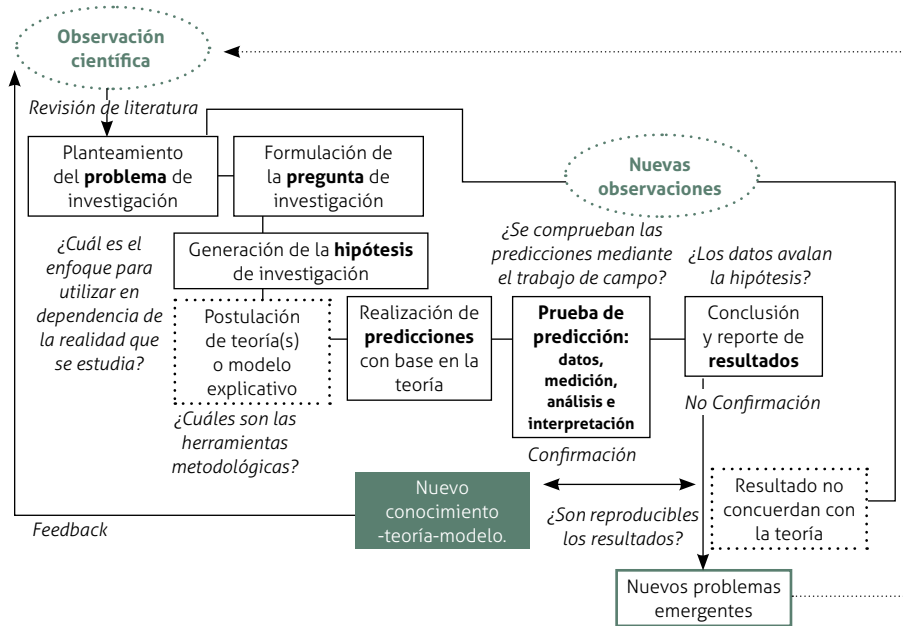 Observación
científica
Revisión de literatura
Planteamiento
del problema de
investigación
Formulación de
la pregunta de
investigación
Nuevas
observaciones
¿Cuál es el
enfoque para
utilizar en
dependencia de
la realidad que
se estudia?
Generación de la hipótesis
de investigación
¿Se comprueban las
predicciones mediante
el trabajo de campo?
¿Los datos avalan
la hipótesis?
Postulación
de teoría(s)
o modelo
explicativo
Realización de
predicciones
con base en la
teoría
Prueba de
predicción:
datos,
medición,
análisis e
interpretación
Conclusión
y reporte de
resultados
¿Cuáles son las
herramientas
metodológicas?
No Confirmación
Confirmación
Nuevo
conocimiento
-teoría-modelo.
¿Son reproducibles
los resultados?
Resultado no
concuerdan con
la teoría
Feedback
Nuevos problemas
emergentes